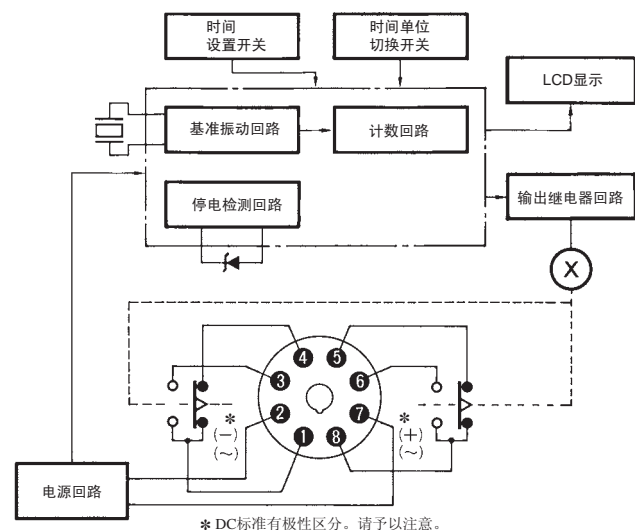 时间
设置开关
时间单位
切换开关
LCD显示
基准振动回路
计数回路
停电检测回路
输出继电器回路
X
4
5
3
6
2
7
1
8
*
(−)
(~)
*
(+)
(~)
电源回路
* DC标准有极性区分。请予以注意。